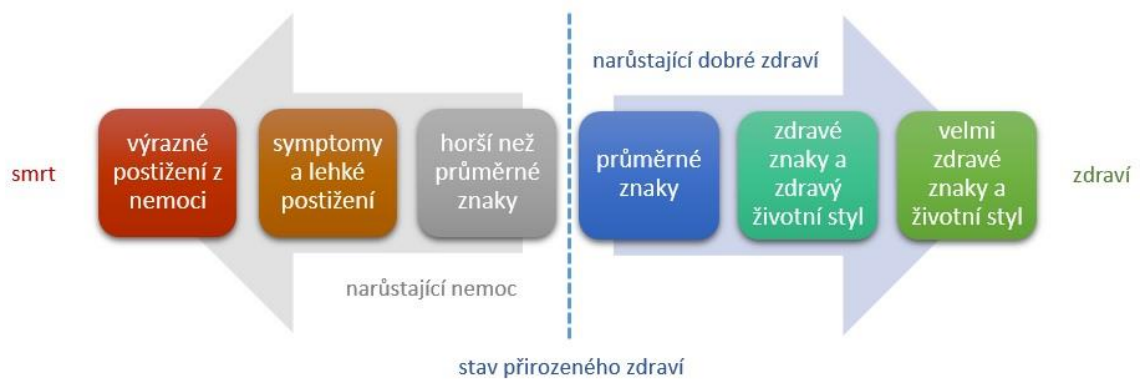 narůstající dobré zdraví
smrt
výrazné
postižení z
nemoci
symptomy
a lehké
postižení
horší než
průměrné
znaky
průměrné
znaky
zdravé
znaky a
zdravý
životní styl
velmi
zdravé
znaky a
životní styl
zdraví
narůstající nemoc
stav přirozeného zdraví